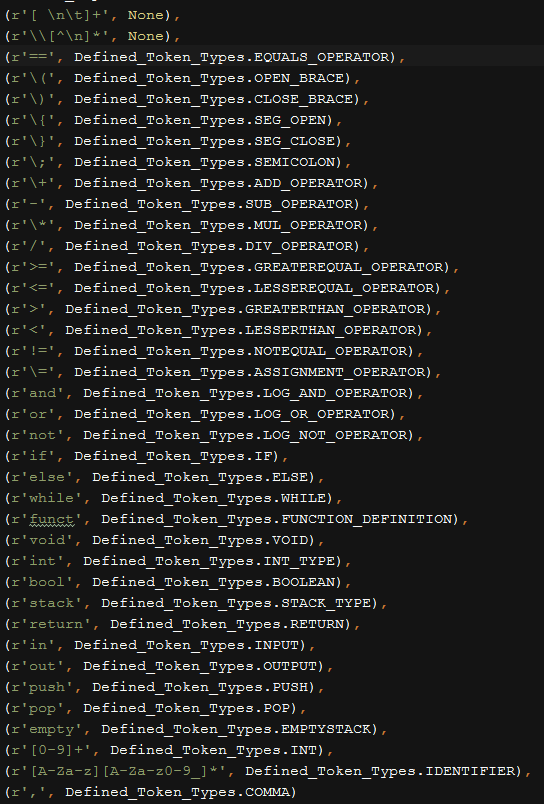 (r'[ \n\t]+', None),
(r'\\[^\n]*', None),
(r'==', Defined_Token_Types.EQUALS_OPERATOR),
(r'\(', Defined_Token_Types.OPEN_BRACE),
(r'\)', Defined_Token_Types.CLOSE_BRACE),
(r'\{', Defined_Token_Types.SEG_OPEN),
(r'\}', Defined_Token_Types.SEG_CLOSE),
(r'\;', Defined_Token_Types.SEMICOLON),
(r'\+', Defined_Token_Types.ADD_OPERATOR),
(r'-', Defined_Token_Types.SUB_OPERATOR),
(r'\*', Defined_Token_Types.MUL_OPERATOR),
(r'/', Defined_Token_Types.DIV_OPERATOR),
(r'>=', Defined_Token_Types.GREATEREQUAL_OPERATOR),
(r'<=', Defined_Token_Types.LESSEREQUAL_OPERATOR),
(r'>', Defined_Token_Types.GREATERTHAN_OPERATOR),
(r'<', Defined_Token_Types.LESSERTHAN_OPERATOR),
(r'!=', Defined_Token_Types.NOTEQUAL_OPERATOR),
(r'\=', Defined_Token_Types.ASSIGNMENT_OPERATOR),
(r'and', Defined_Token_Types.LOG_AND_OPERATOR),
(r'or', Defined_Token_Types.LOG_OR_OPERATOR),
(r'not', Defined_Token_Types.LOG_NOT_OPERATOR),
(r'if', Defined_Token_Types.IF),
(r'else', Defined_Token_Types.ELSE),
(r'while', Defined_Token_Types.WHILE),
(r'funct', Defined_Token_Types.FUNCTION_DEFINITION),
(r'void', Defined_Token_Types.VOID),
(r'int', Defined_Token_Types.INT_TYPE),
(r'bool', Defined_Token_Types.BOOLEAN),
(r'stack', Defined_Token_Types.STACK_TYPE),
(r'return', Defined_Token_Types.RETURN),
(r'in', Defined_Token_Types.INPUT),
(r'out', Defined_Token_Types.OUTPUT),
(r'push', Defined_Token_Types.PUSH),
(r'pop', Defined_Token_Types.POP),
(r'empty', Defined_Token_Types.EMPTYSTACK),
(r'[0-9]+', Defined_Token_Types.INT),
(r'[A-Za-z][A-Za-z0-9_]*', Defined_Token_Types.IDENTIFIER),
(r',', Defined_Token_Types.COMMA)